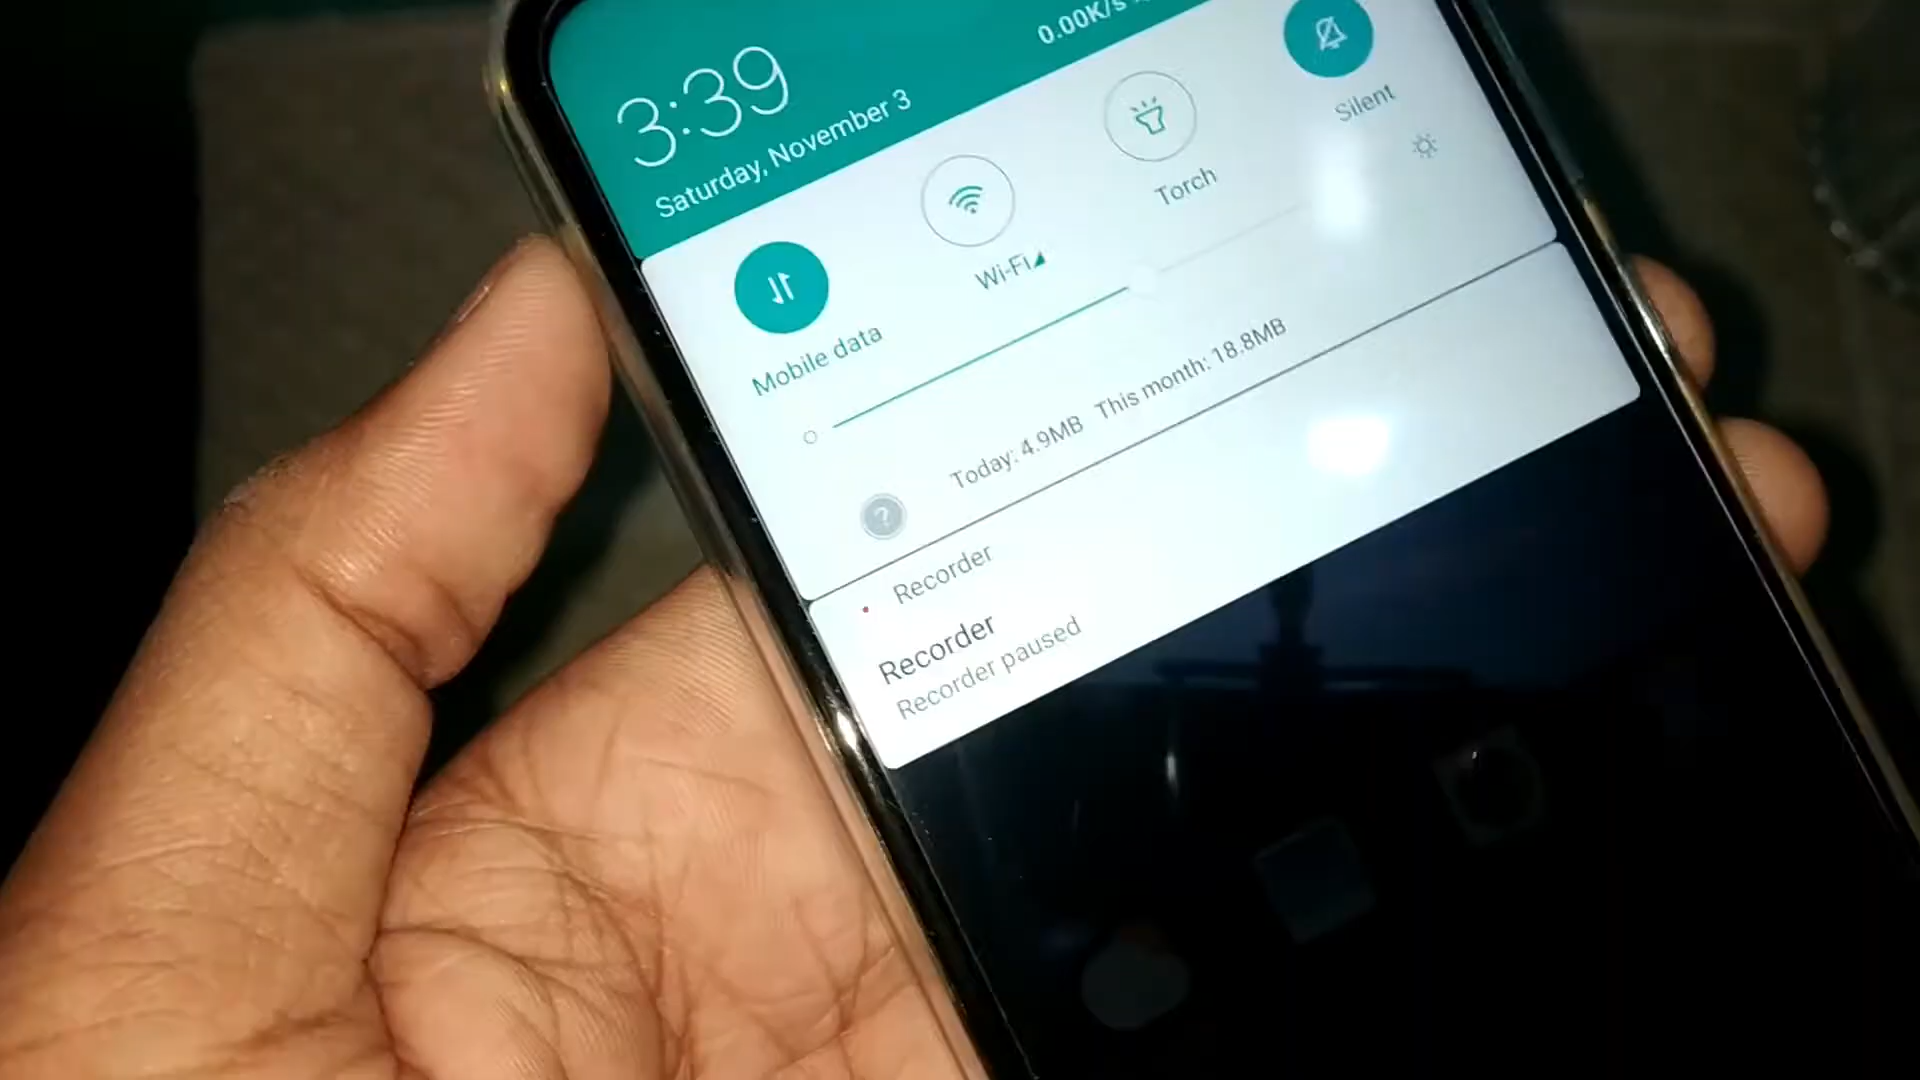 0.00K/s
3:39
Saturday, November 3
Mobile data
Wi-Fi
Torch
Silent
Today: 4.9MB This month: 18.8MB
Recorder
Recorder
Recorder paused